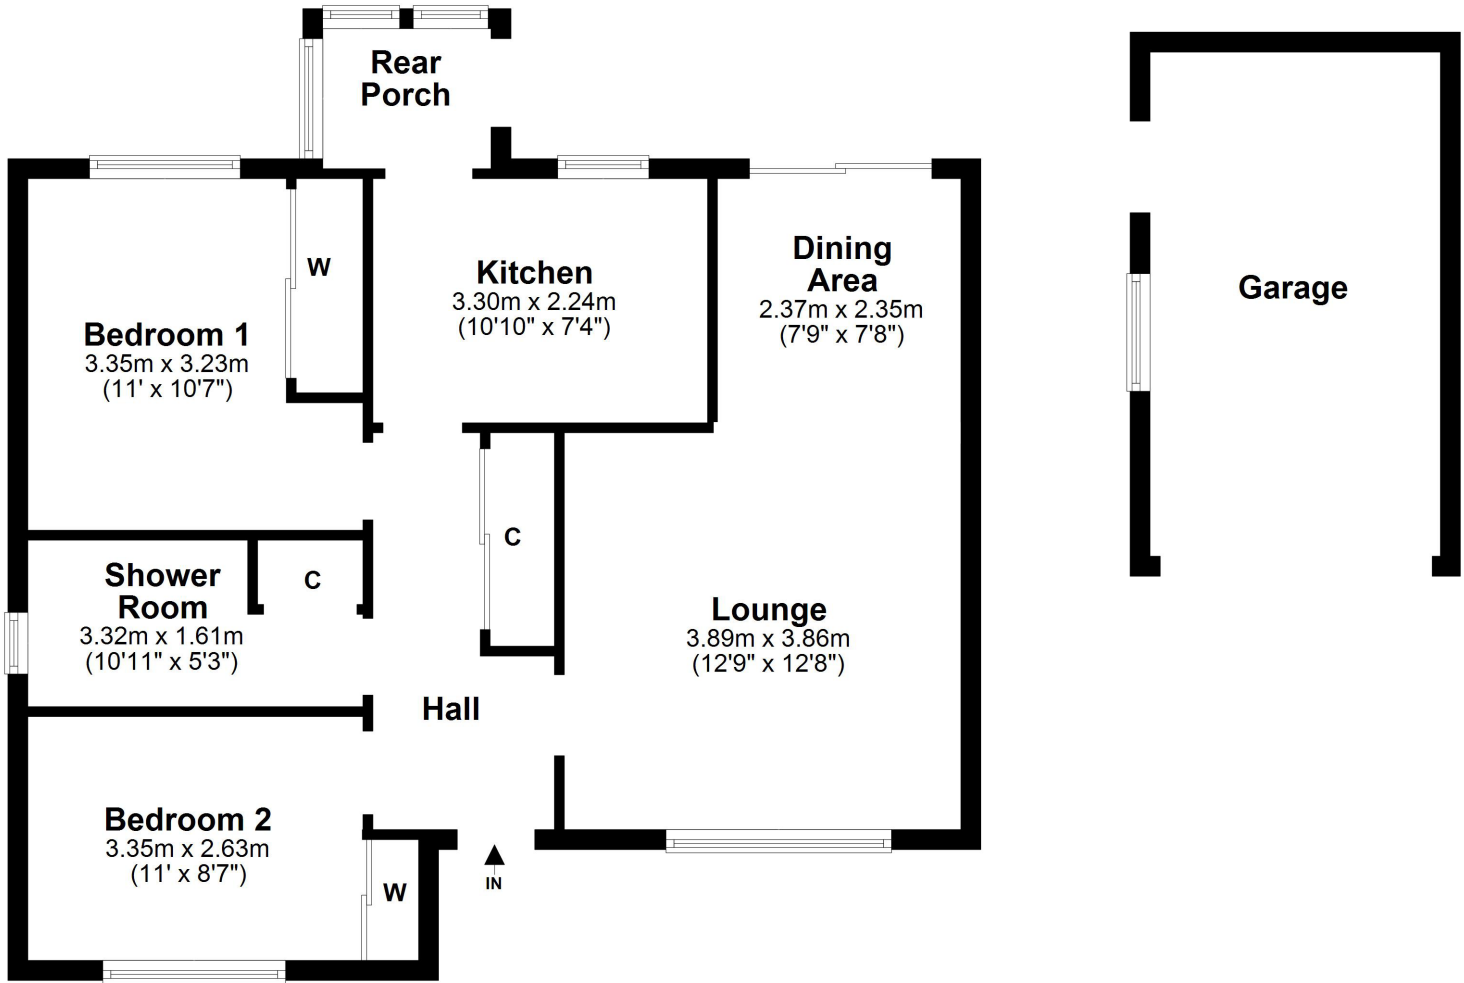 Rear
Porch
W
Kitchen
3.30m x 2.24m
(10'10" x 7'4")
Dining
Area
2.37m x 2.35m
(7'9" x 7'8")
Garage
Bedroom 1
3.35m x 3.23m
(11' x 10'7")
C
Shower
Room
3.32m x 1.61m
(10'11" x 5'3")
C
Lounge
3.89m x 3.86m
(12'9" x 12'8")
Hall
Bedroom 2
3.35m x 2.63m
(11' x 8'7")
W
IN